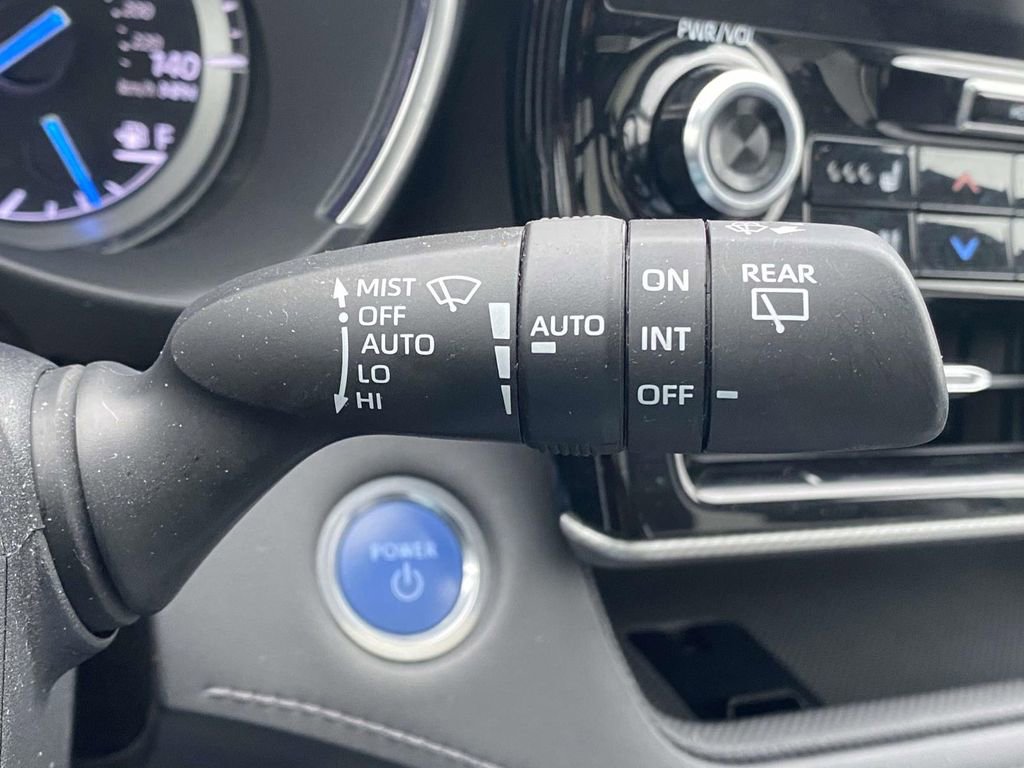 140
F
PWR/VOL
MIST
OFF
AUTO
LO
HI
AUTO
ON
INT
OFF
REAR
POWER